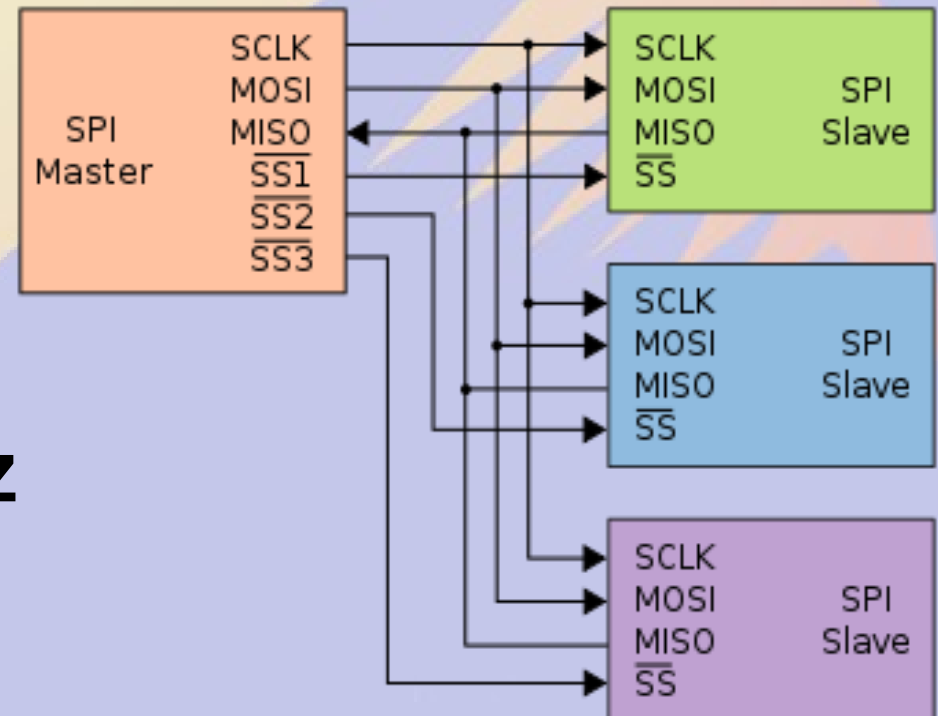 SPI
Master
SCLK
MOSI
MISO
SS1
SS2
SS3
SCLK
MOSI
MISO
SS
SPI
Slave
SCLK
MOSI
MISO
SS
SPI
Slave
SCLK
MOSI
MISO
SS
SPI
Slave
z